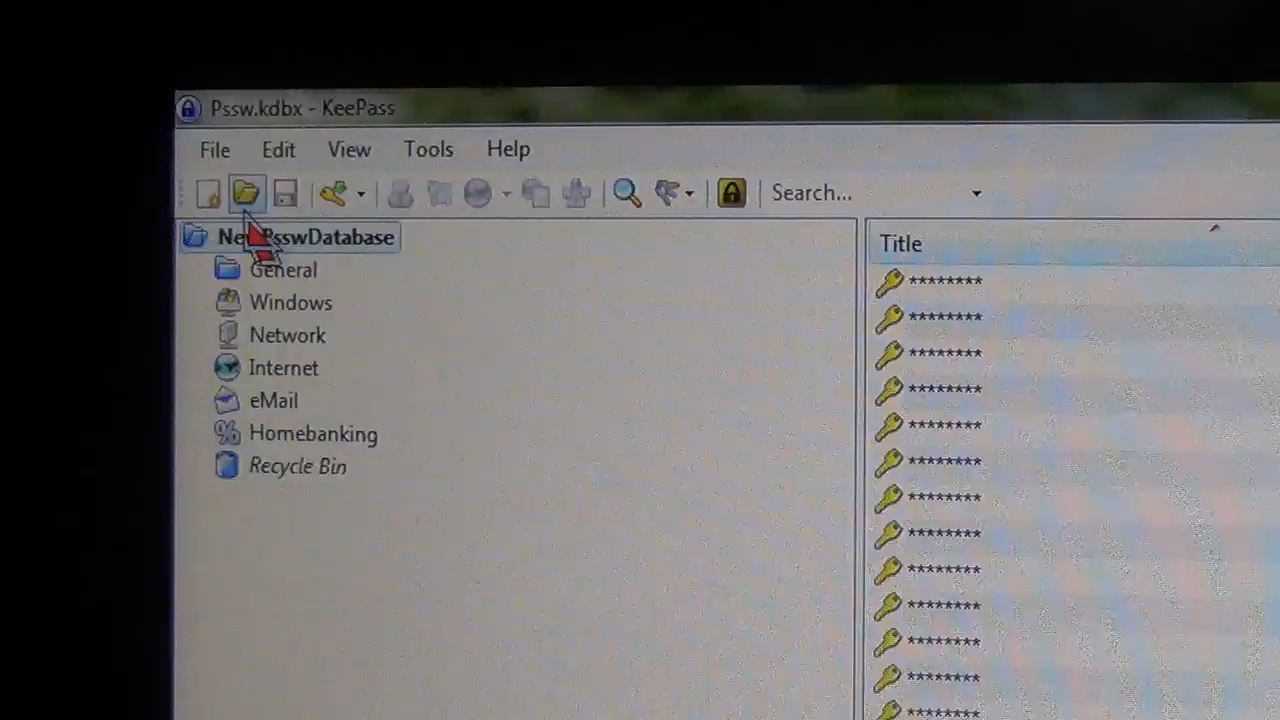 Pssw.kdbx - KeePass
File Edit View Tools Help
Search...
PsswDatabase
General
Windows
Network
Internet
eMail
Homebanking
Recycle Bin
Title
********
********
********
********
********
********
********
********
********
********
********
********
********